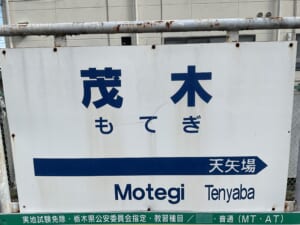 茂木
もてぎ
天矢場
Motegi Tenyaba
実地試験免除・栃木県公安委員会指定・教習種目／ ・普通（MT・AT）